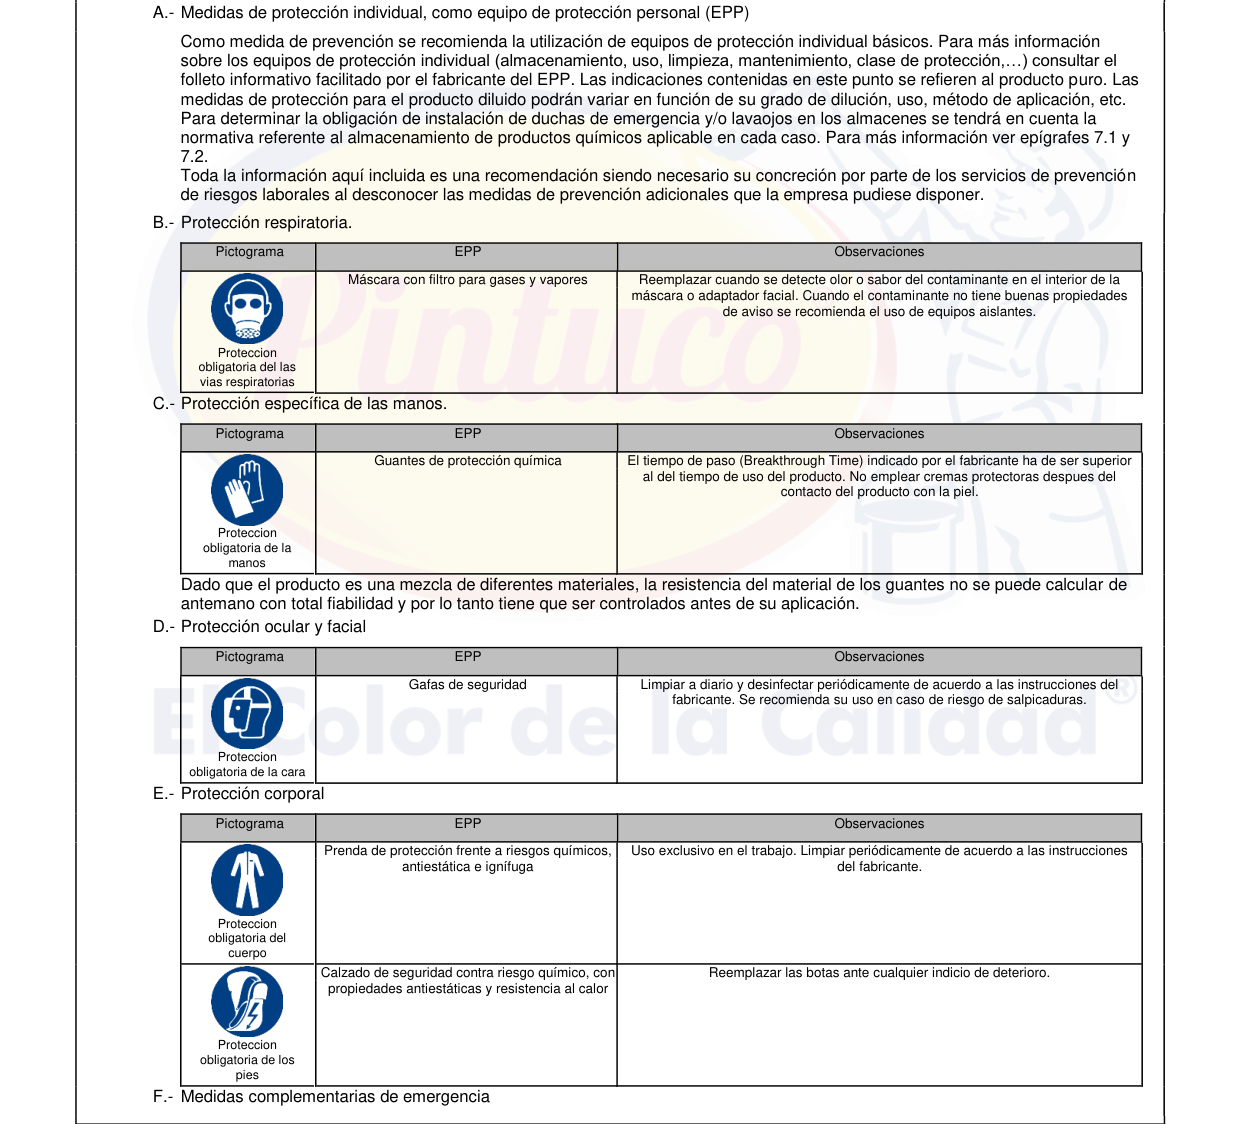 A.- Medidas de protección individual, como equipo de protección personal (EPP)
Como medida de prevención se recomienda la utilización de equipos de protección individual básicos. Para más información
sobre los equipos de protección individual (almacenamiento, uso, limpieza, mantenimiento, clase de protección,…) consultar el
folleto informativo facilitado por el fabricante del EPP. Las indicaciones contenidas en este punto se refieren al producto puro. Las
medidas de protección para el producto diluido podrán variar en función de su grado de dilución, uso, método de aplicación, etc.
Para determinar la obligación de instalación de duchas de emergencia y/o lavaojos en los almacenes se tendrá en cuenta la
normativa referente al almacenamiento de productos químicos aplicable en cada caso. Para más información ver epígrafes 7.1 y
7.2.
Toda la información aquí incluida es una recomendación siendo necesario su concreción por parte de los servicios de prevención
de riesgos laborales al desconocer las medidas de prevención adicionales que la empresa pudiese disponer.
B.- Protección respiratoria.
Pictograma EPP Observaciones
Máscara con filtro para gases y vapores
Reemplazar cuando se detecte olor o sabor del contaminante en el interior de la
máscara o adaptador facial. Cuando el contaminante no tiene buenas propiedades
de aviso se recomienda el uso de equipos aislantes.
Proteccion
obligatoria del las
vias respiratorias
Pintuco
C.- Protección específica de las manos.
Pictograma EPP Observaciones
Guantes de protección química
El tiempo de paso (Breakthrough Time) indicado por el fabricante ha de ser superior
al del tiempo de uso del producto. No emplear cremas protectoras despues del
contacto del producto con la piel.
Proteccion
obligatoria de la
manos
Dado que el producto es una mezcla de diferentes materiales, la resistencia del material de los guantes no se puede calcular de
antemano con total fiabilidad y por lo tanto tiene que ser controlados antes de su aplicación.
D.- Protección ocular y facial
Pictograma EPP Observaciones
Gafas de seguridad
Limpiar a diario y desinfectar periódicamente de acuerdo a las instrucciones del
fabricante. Se recomienda su uso en caso de riesgo de salpicaduras.
Proteccion
obligatoria de la cara
El Color de la Calidad®
E.- Protección corporal
Pictograma EPP Observaciones
Prenda de protección frente a riesgos químicos,
antiestática e ignífuga
Uso exclusivo en el trabajo. Limpiar periódicamente de acuerdo a las instrucciones
del fabricante.
Proteccion
obligatoria del
cuerpo
Calzado de seguridad contra riesgo químico, con
propiedades antiestáticas y resistencia al calor
Reemplazar las botas ante cualquier indicio de deterioro.
Proteccion
obligatoria de los
pies
F.- Medidas complementarias de emergencia